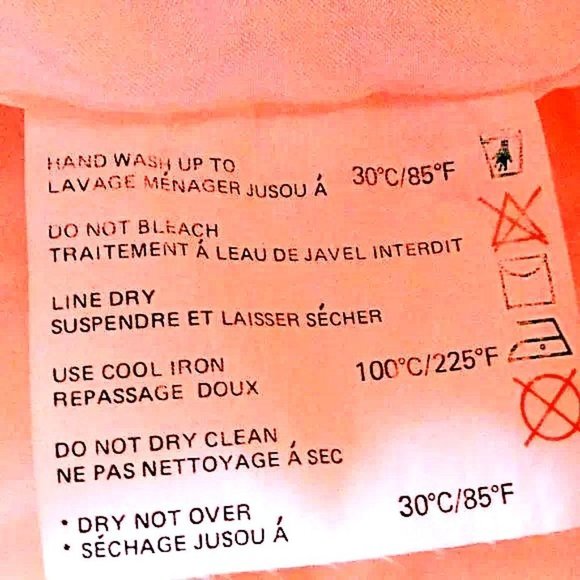 HAND WASH UP TO
LAVAGE MÉNAGER JUSOU Á 30°C/85°F
DO NOT BLEACH
TRAITEMENT Á LEAU DE JAVEL INTERDIT
LINE DRY
SUSPENDRE ET LAISSER SÉCHER
USE COOL IRON
REPASSAGE DOUX 100°C/225°F
DO NOT DRY CLEAN
NE PAS NETTOYAGE Á SEC
• DRY NOT OVER
• SÉCHAGE JUSOU Á 30°C/85°F